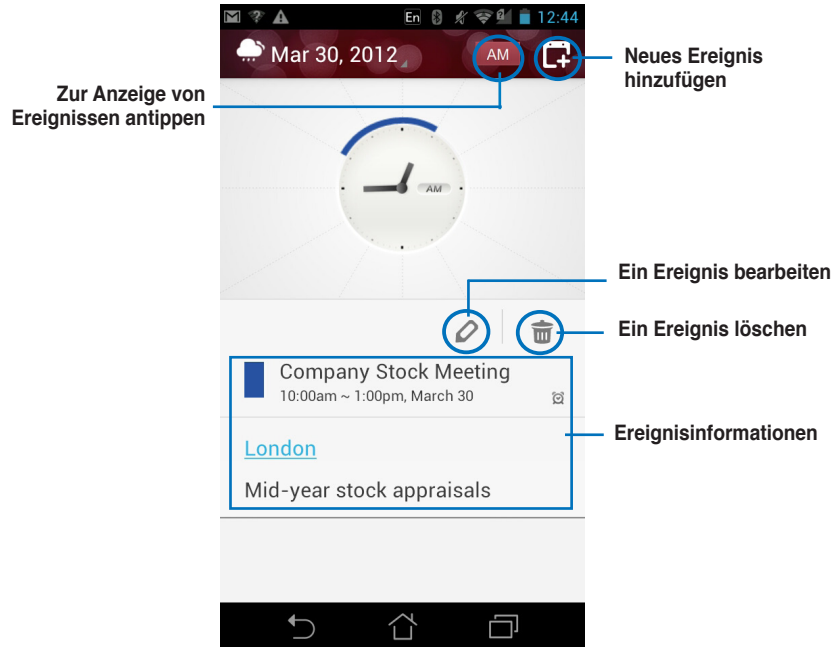 En 12:44
Mar 30, 2012 AM
Neues Ereignis
hinzufügen
Zur Anzeige von
Ereignissen antippen
AM
Ein Ereignis bearbeiten
Ein Ereignis löschen
Company Stock Meeting
10:00am ~ 1:00pm, March 30
Ereignisinformationen
London
Mid-year stock appraisals